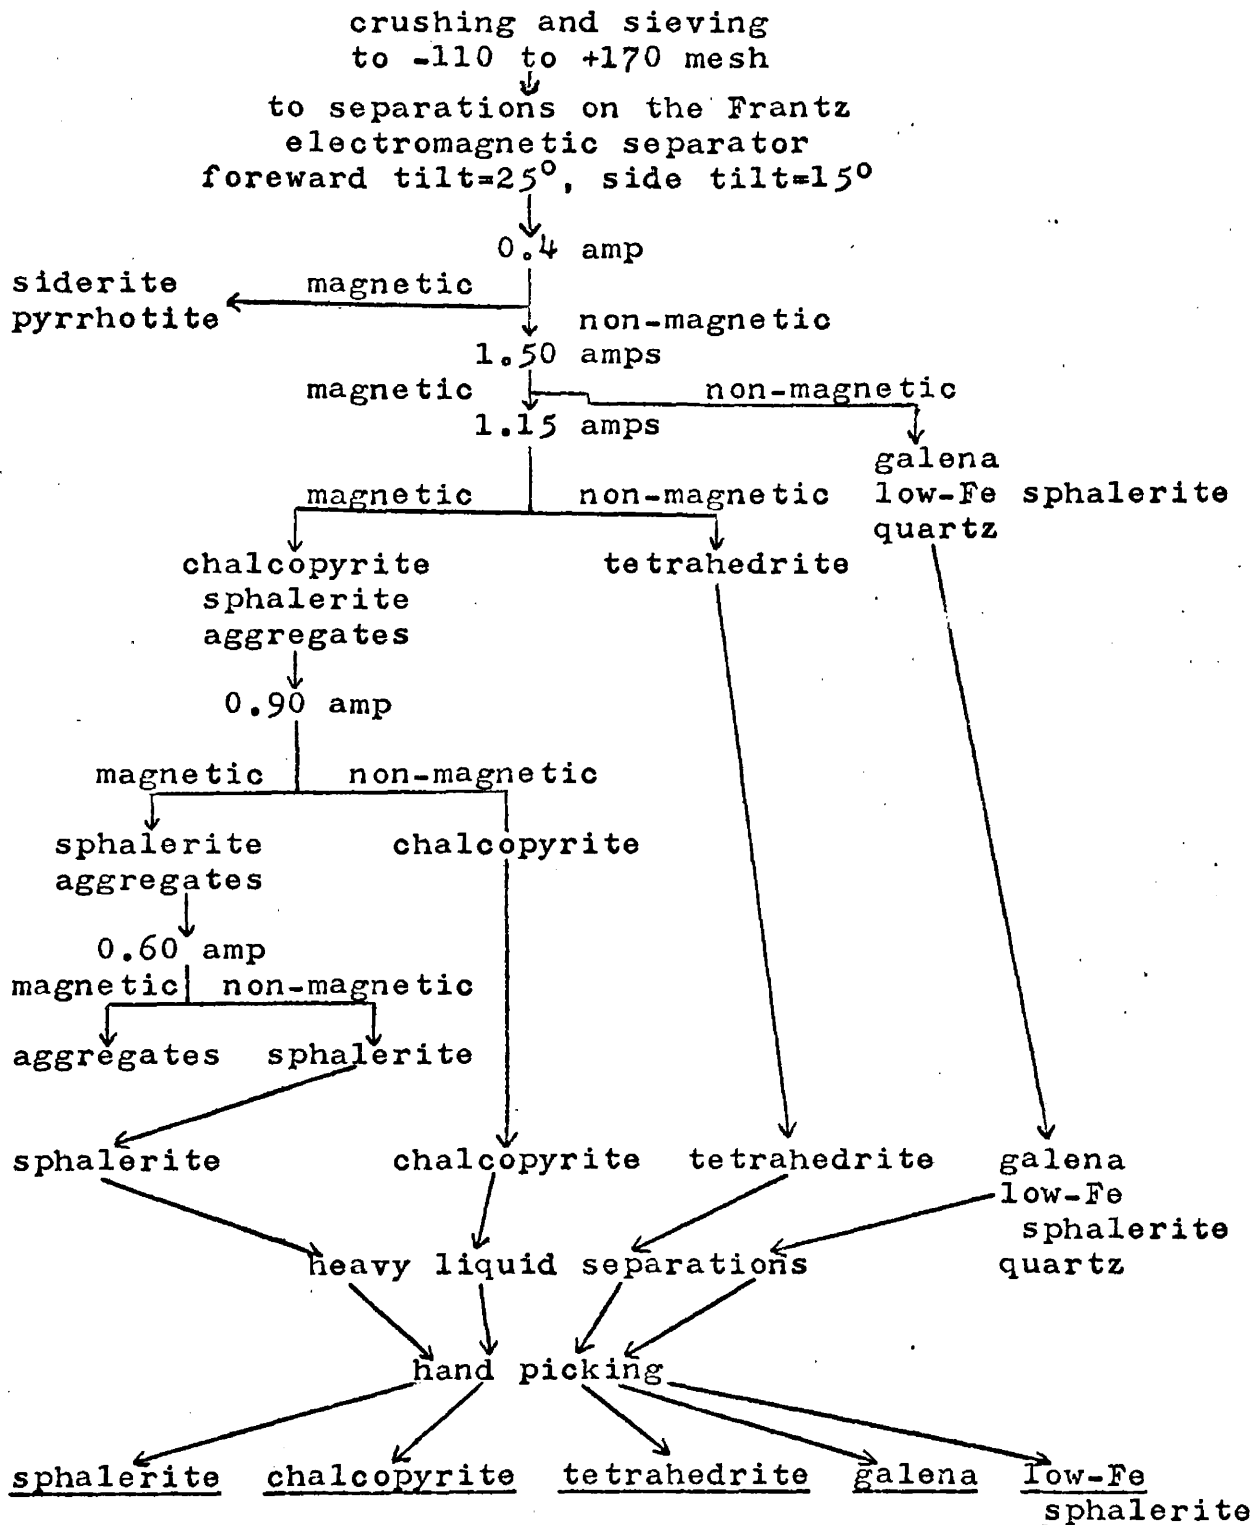 crushing and sieving
to -110 to +170 mesh
to separations on the Frantz
electromagnetic separator
foreward tilt=25°, side tilt=15°
0.4 amp
siderite
pyrrhotite
magnetic
non-magnetic
1.50 amps
magnetic
non-magnetic
1.15 amps
galena
low-Fe sphalerite
quartz
magnetic
non-magnetic
chalcopyrite
sphalerite
aggregates
tetrahedrite
0.90 amp
magnetic
non-magnetic
sphalerite
aggregates
chalcopyrite
0.60 amp
magnetic
non-magnetic
aggregates
sphalerite
sphalerite
chalcopyrite
tetrahedrite
galena
low-Fe
sphalerite
quartz
heavy liquid separations
hand picking
sphalerite
chalcopyrite
tetrahedrite
galena
low-Fe
sphalerite